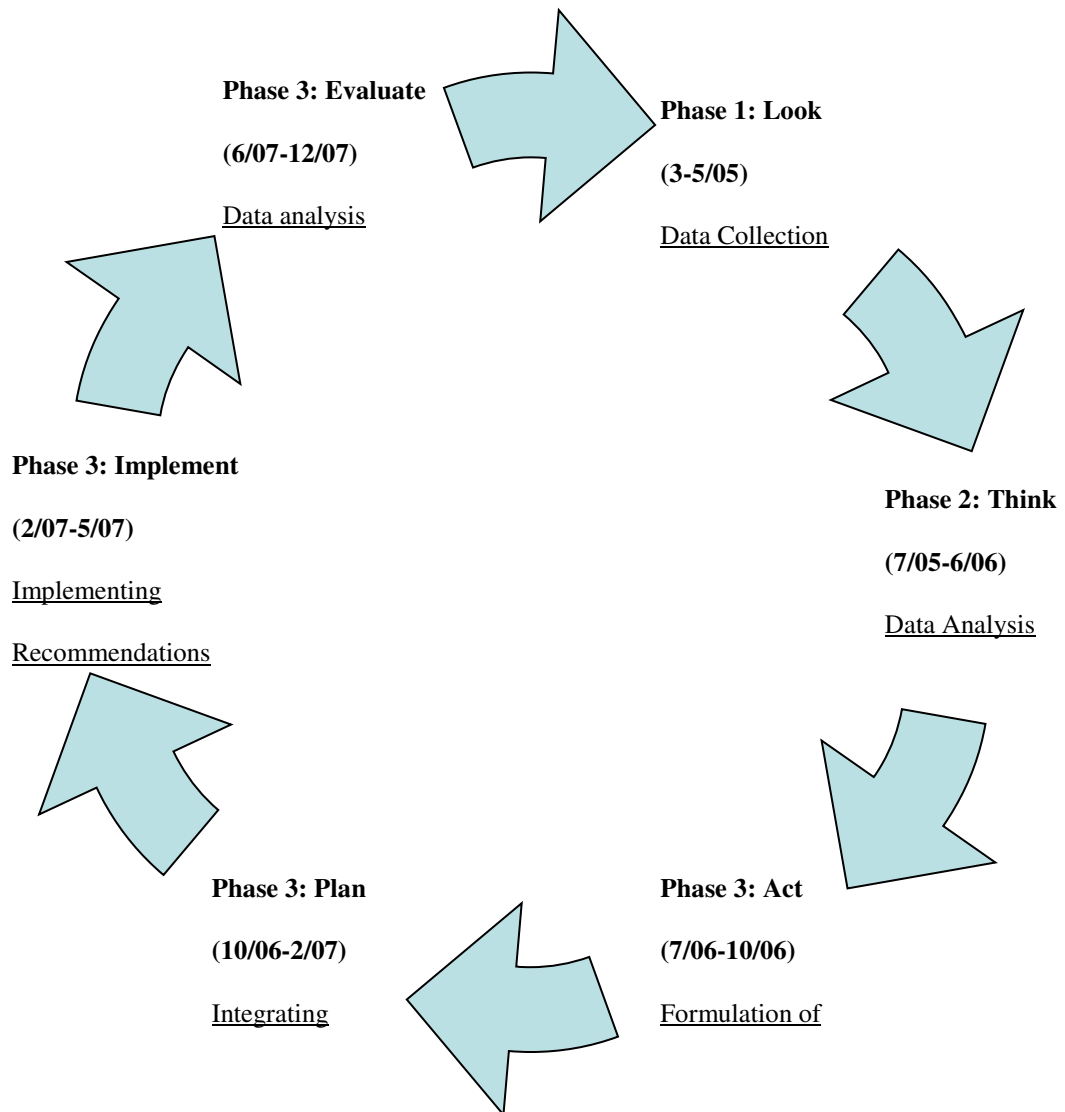 Phase 3: Evaluate
(6/07-12/07)
Data analysis
Phase 1: Look
(3-5/05)
Data Collection
Phase 2: Think
(7/05-6/06)
Data Analysis
Phase 3: Act
(7/06-10/06)
Formulation of
Phase 3: Plan
(10/06-2/07)
Integrating
Phase 3: Implement
(2/07-5/07)
Implementing
Recommendations